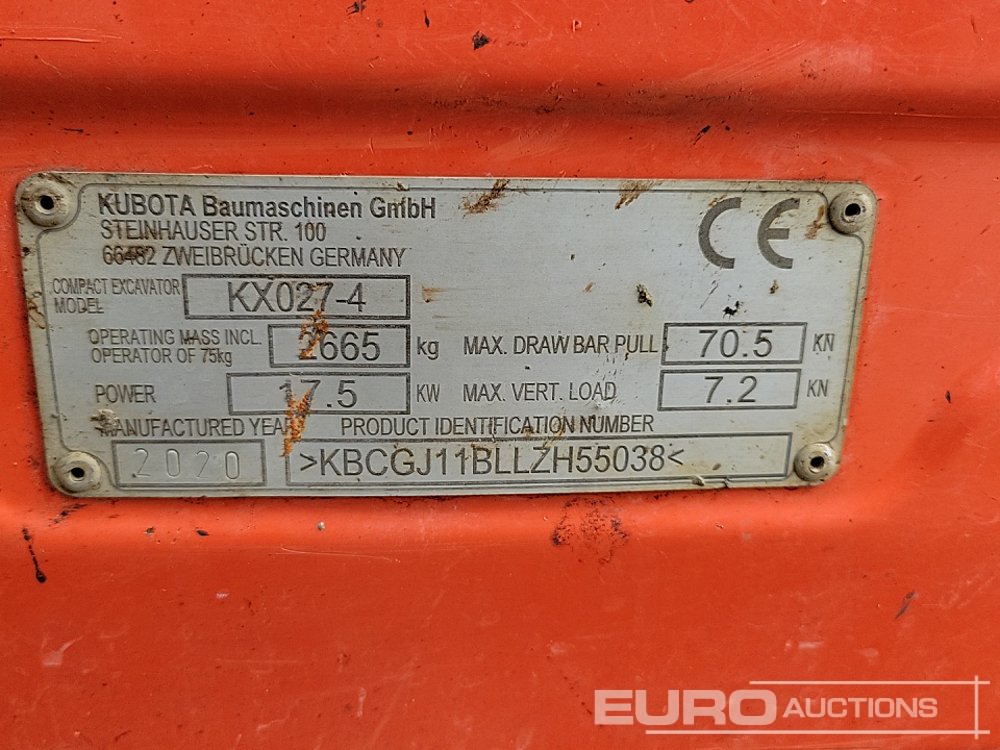 KUBOTA Baumaschinen GmbH
STEINHAUSER STR. 100
66482 ZWEIBRÜCKEN GERMANY
CE
COMPACT EXCAVATOR MODEL KX027-4
OPERATING MASS INCL. OPERATOR OF 75kg 2665 kg MAX. DRAW BAR PULL 70.5 KN
POWER 17.5 KW MAX. VERT. LOAD 7.2 KN
MANUFACTURED YEAR PRODUCT IDENTIFICATION NUMBER
2020 >KBCGJ11BLLZH55038<
EURO AUCTIONS